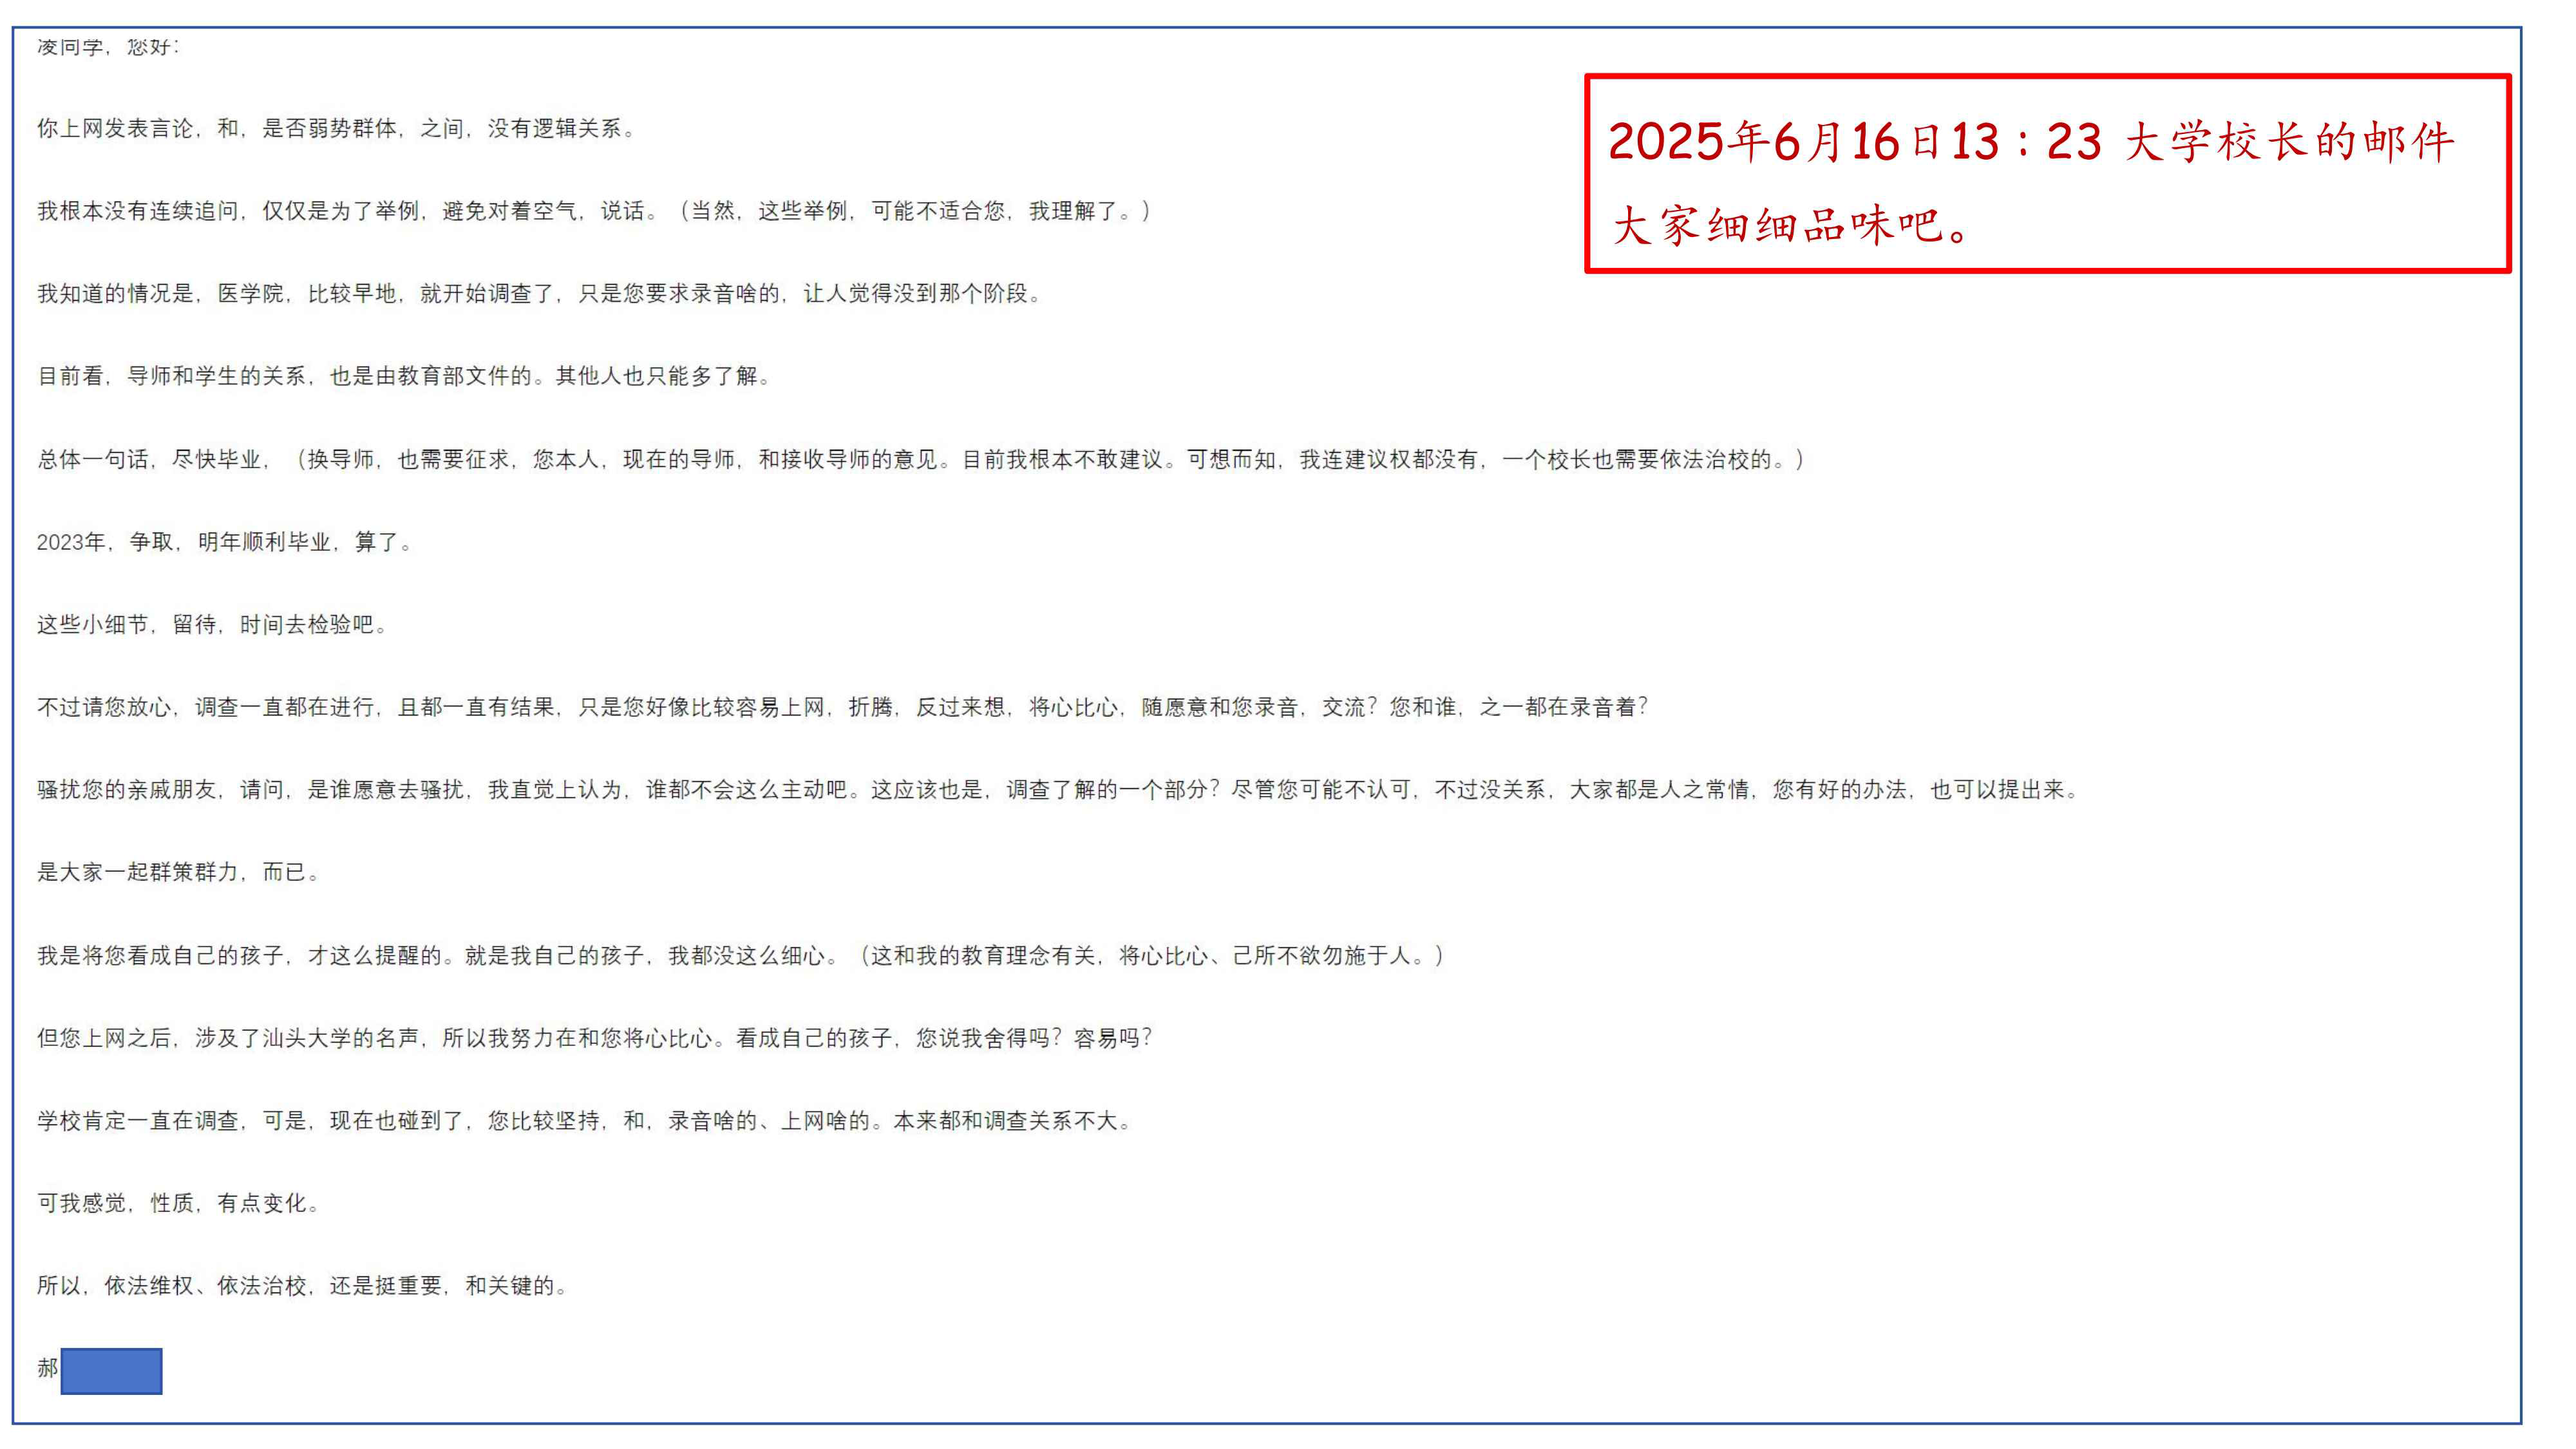 凌同学，您好：
2025年6月16日13：23 大学校长的邮件
大家细细品味吧。
你上网发表言论，和，是否弱势群体，之间，没有逻辑关系。
我根本没有连续追问，仅仅是为了举例，避免对着空气，说话。（当然，这些举例，可能不适合您，我理解了。）
我知道的情况是，医学院，比较早地，就开始调查了，只是您要求录音啥的，让人觉得没到那个阶段。
目前看，导师和学生的关系，也是由教育部文件的。其他人也只能多了解。
总体一句话，尽快毕业，（换导师，也需要征求，您本人，现在的导师，和接收导师的意见。目前我根本不敢建议。可想而知，我连建议权都没有，一个校长也需要依法治校的。）
2023年，争取，明年顺利毕业，算了。
这些小细节，留待，时间去检验吧。
不过请您放心，调查一直都在进行，且都一直有结果，只是您好像比较容易上网，折腾，反过来想，将心比心，随愿意和您录音，交流？您和谁，之一都在录音着？
骚扰您的亲戚朋友，请问，是谁愿意去骚扰，我直觉上认为，谁都不会这么主动吧。这应该也是，调查了解的一个部分？尽管您可能不认可，不过没关系，大家都是人之常情，您有好的办法，也可以提出来。
是大家一起群策群力，而已。
我是将您看成自己的孩子，才这么提醒的。就是我自己的孩子，我都没这么细心。（这和我的教育理念有关，将心比心、己所不欲勿施于人。）
但您上网之后，涉及了汕头大学的名声，所以我努力在和您将心比心。看成自己的孩子，您说我舍得吗？容易吗？
学校肯定一直在调查，可是，现在也碰到了，您比较坚持，和，录音啥的、上网啥的。本来都和调查关系不大。
可我感觉，性质，有点变化。
所以，依法维权、依法治校，还是挺重要，和关键的。
郝